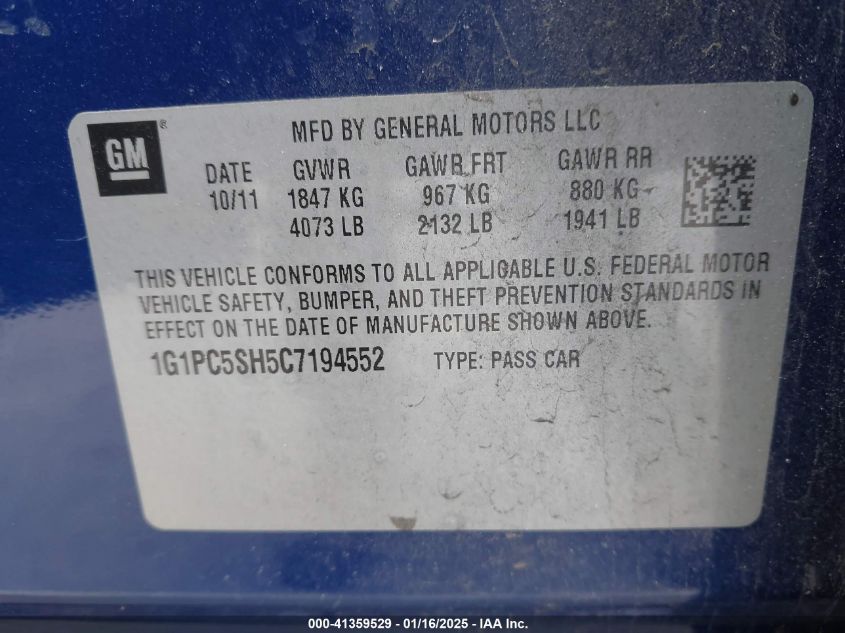 GM ®
MFD BY GENERAL MOTORS LLC
DATE GVWR GAWR FRT GAWR RR
10/11 1847 KG 967 KG 880 KG
4073 LB 2132 LB 1941 LB
THIS VEHICLE CONFORMS TO ALL APPLICABLE U.S. FEDERAL MOTOR
VEHICLE SAFETY, BUMPER, AND THEFT PREVENTION STANDARDS IN
EFFECT ON THE DATE OF MANUFACTURE SHOWN ABOVE.
1G1PC5SH5C7194552 TYPE: PASS CAR
000-41359529 - 01/16/2025 - IAA Inc.